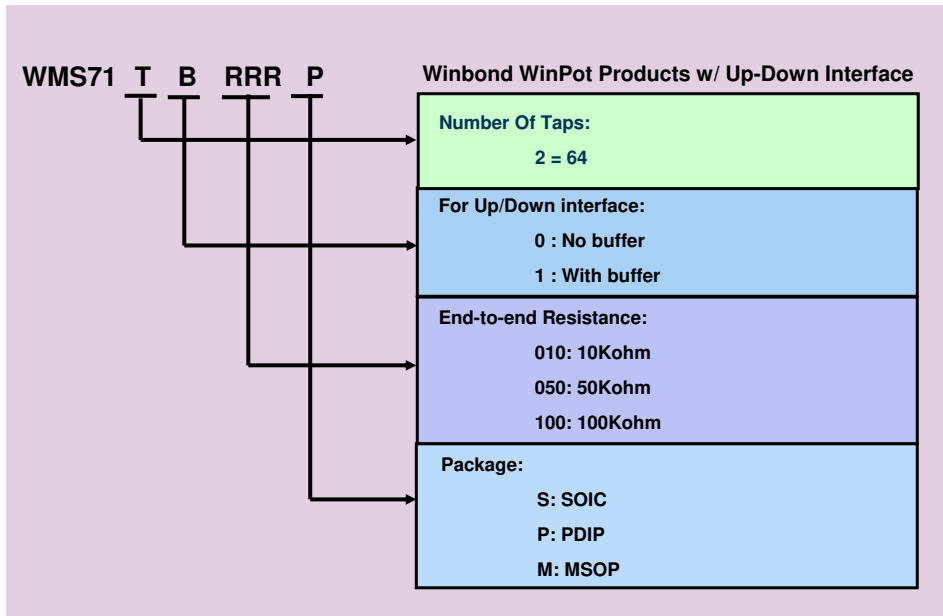 WMS71 T B RRR P
Winbond WinPot Products w/ Up-Down Interface
Number Of Taps:
2 = 64
For Up/Down interface:
0 : No buffer
1 : With buffer
End-to-end Resistance:
010: 10Kohm
050: 50Kohm
100: 100Kohm
Package:
S: SOIC
P: PDIP
M: MSOP